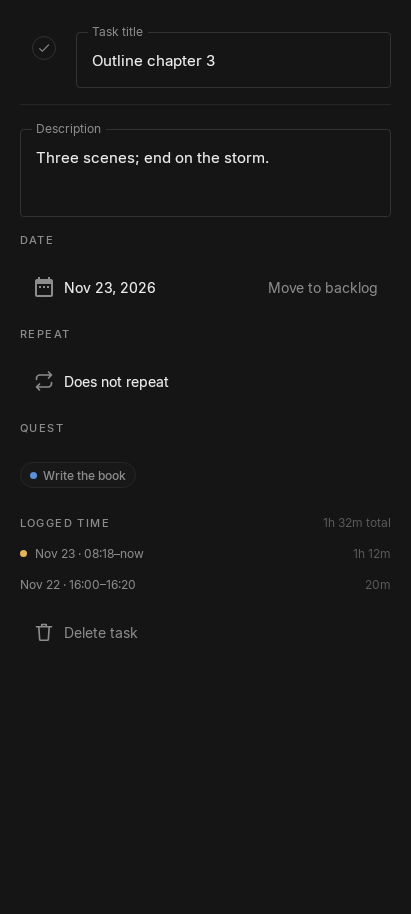 Task title
Outline chapter 3
Description
Three scenes; end on the storm.
DATE
Nov 23, 2026
Move to backlog
REPEAT
Does not repeat
QUEST
Write the book
LOGGED TIME
1h 32m total
Nov 23 · 08:18–now
1h 12m
Nov 22 · 16:00–16:20
20m
Delete task